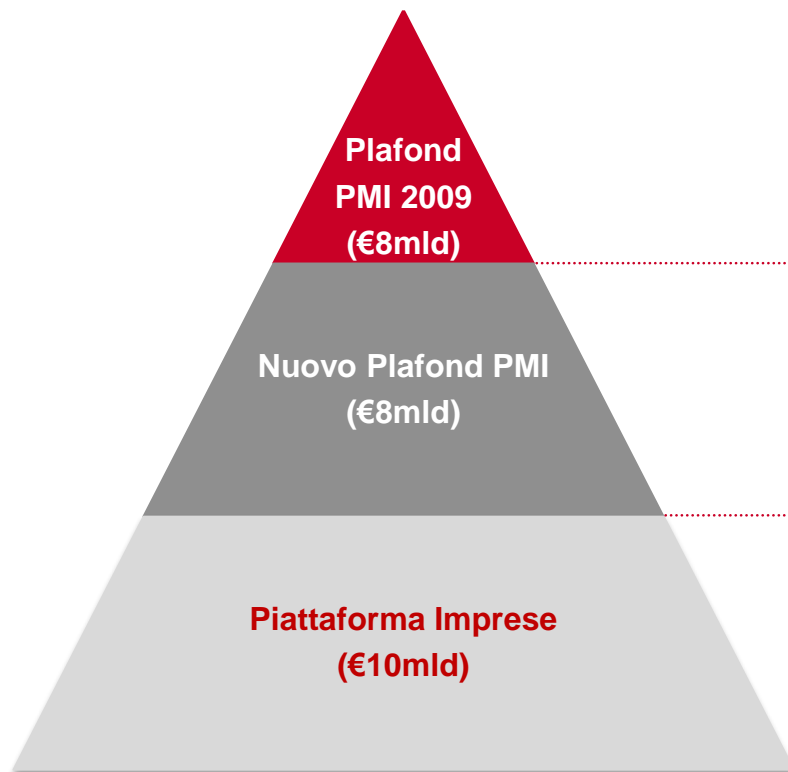 Plafond
PMI 2009
(€8mld)
Nuovo Plafond PMI
(€8mld)
Piattaforma Imprese
(€10mld)